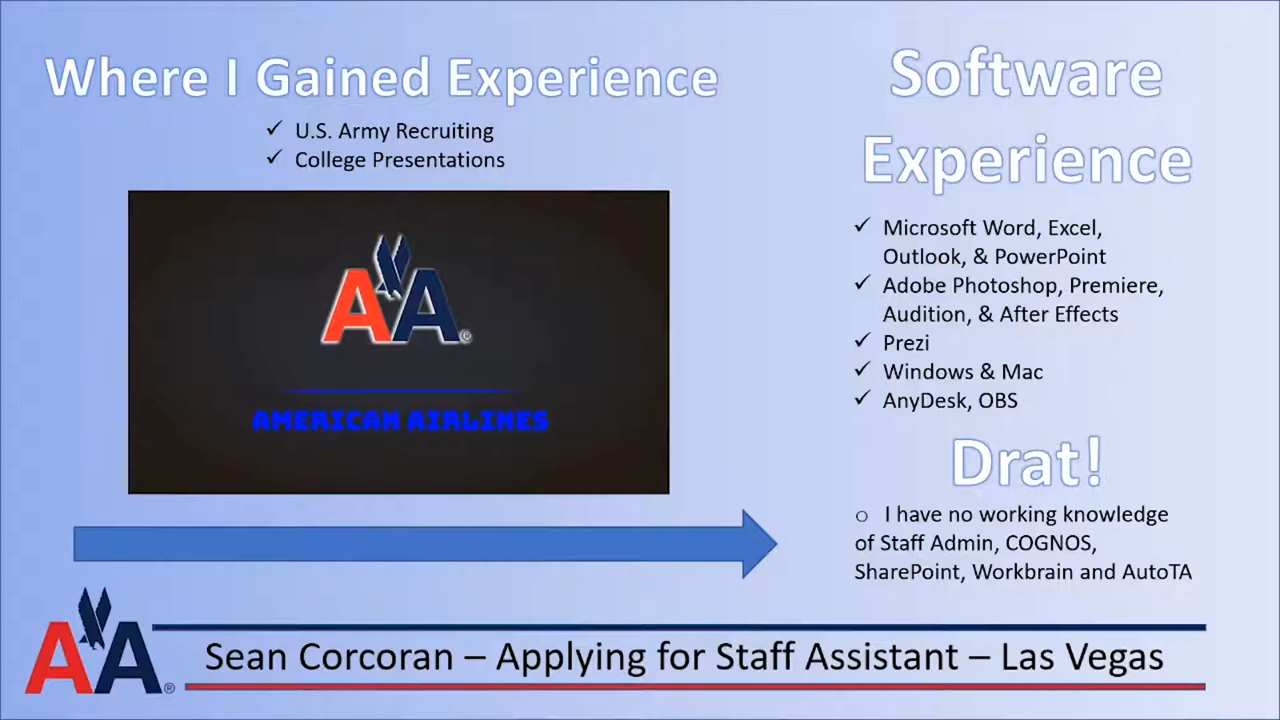 Where I Gained Experience
✓ U.S. Army Recruiting
✓ College Presentations
AA®
AMERICAN AIRLINES
Software
Experience
✓ Microsoft Word, Excel,
Outlook, & PowerPoint
✓ Adobe Photoshop, Premiere,
Audition, & After Effects
✓ Prezi
✓ Windows & Mac
✓ AnyDesk, OBS
Drat!
o I have no working knowledge
of Staff Admin, COGNOS,
SharePoint, Workbrain and AutoTA
AA®
Sean Corcoran – Applying for Staff Assistant – Las Vegas